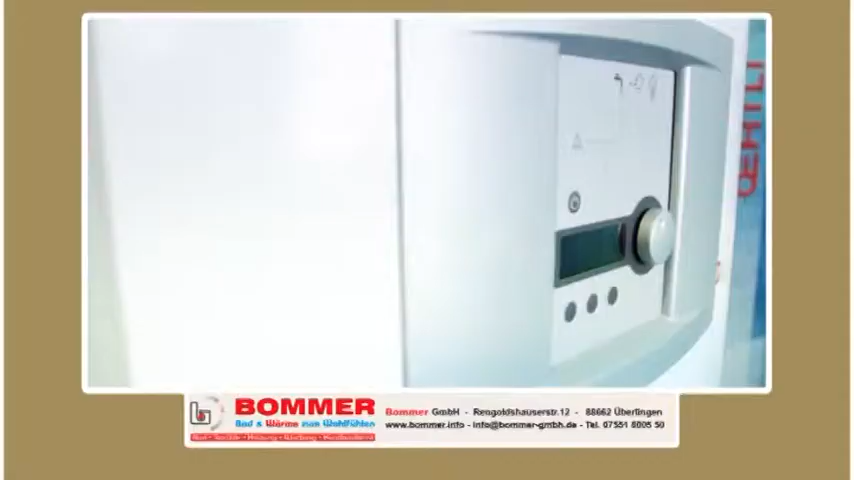 BOMMER
Bad & Wärme zum Wohlfühlen
Bommer GmbH - Rengoldshauserstr.12 - 88662 Überlingen
www.bommer.info - info@bommer-gmbh.de - Tel. 07551 8005 50